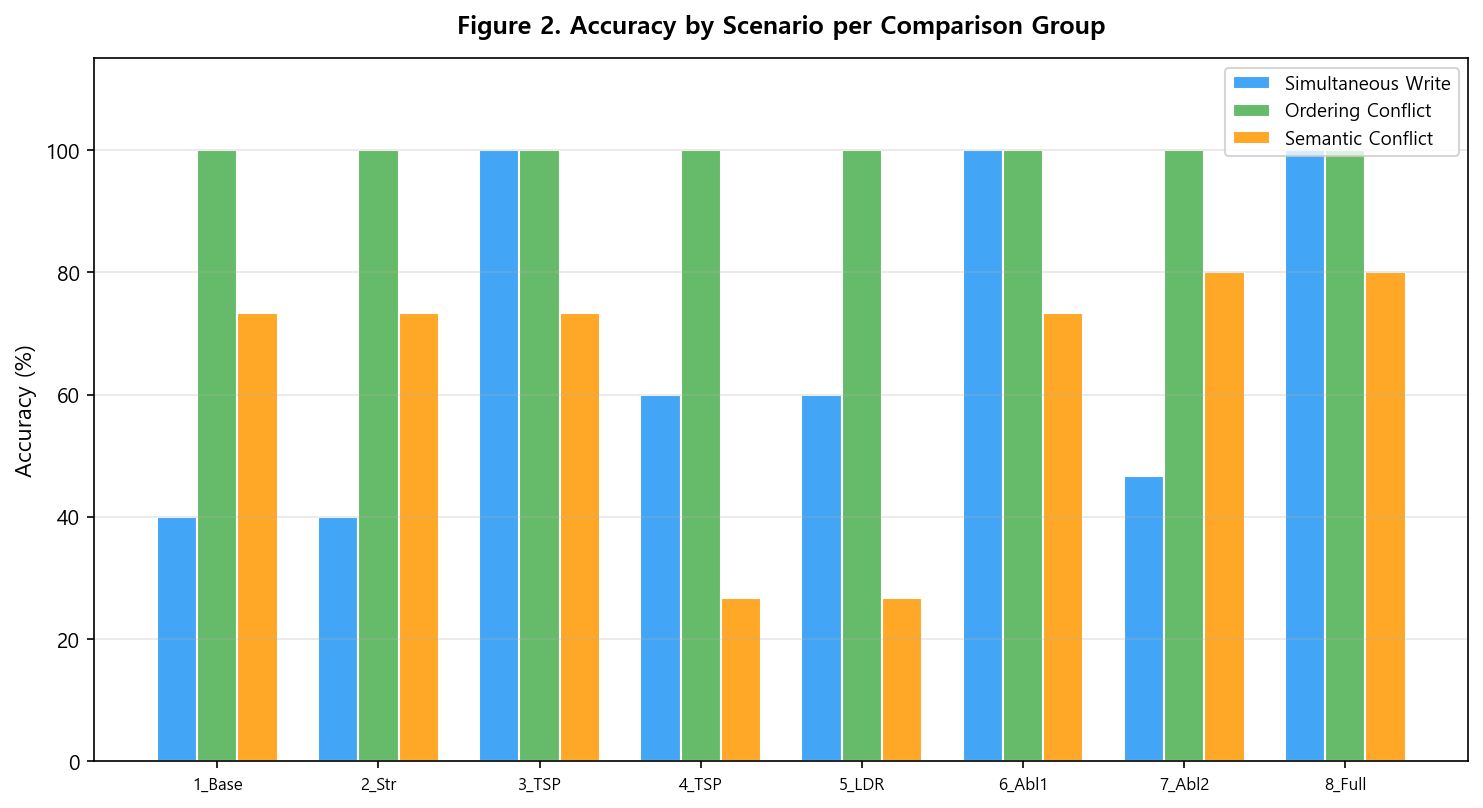 Figure 2. Accuracy by Scenario per Comparison Group
Simultaneous Write
Ordering Conflict
Semantic Conflict
Accuracy (%)
100
80
60
40
20
0
1_Base 2_Str 3_TSP 4_TSP 5_LDR 6_Abl1 7_Abl2 8_Full